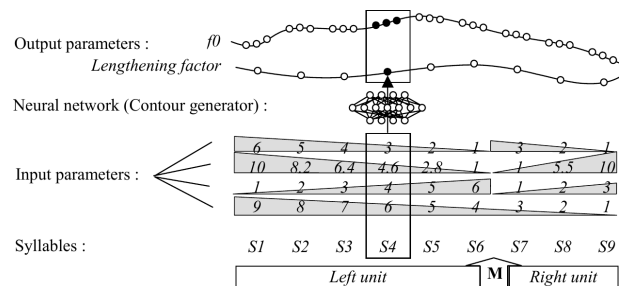 Output parameters : f0
Lengthening factor
Neural network (Contour generator) :
6 5 4 3 2 1 3 2 1
10 8.2 6.4 4.6 2.8 1 1 5.5 10
Input parameters :
1 2 3 4 5 6 1 2 3
9 8 7 6 5 4 3 2 1
Syllables : S1 S2 S3 S4 S5 S6 S7 S8 S9
Left unit M Right unit